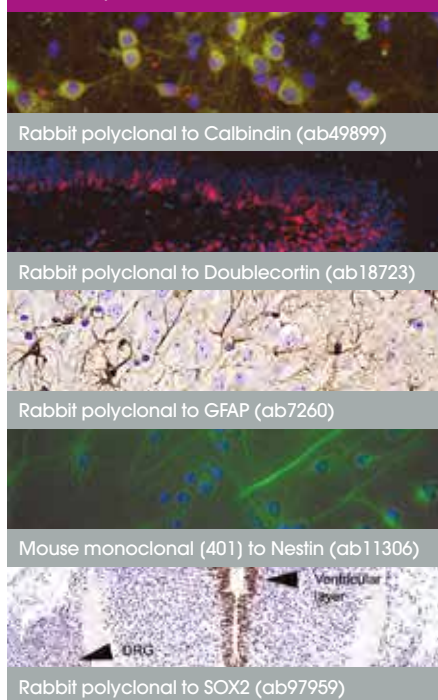 Rabbit polyclonal to Calbindin (ab49899)
Rabbit polyclonal to Doublecortin (ab18723)
Rabbit polyclonal to GFAP (ab7260)
Mouse monoclonal [401] to Nestin (ab11306)
Ventricular
layer
DRG
Rabbit polyclonal to SOX2 (ab97959)